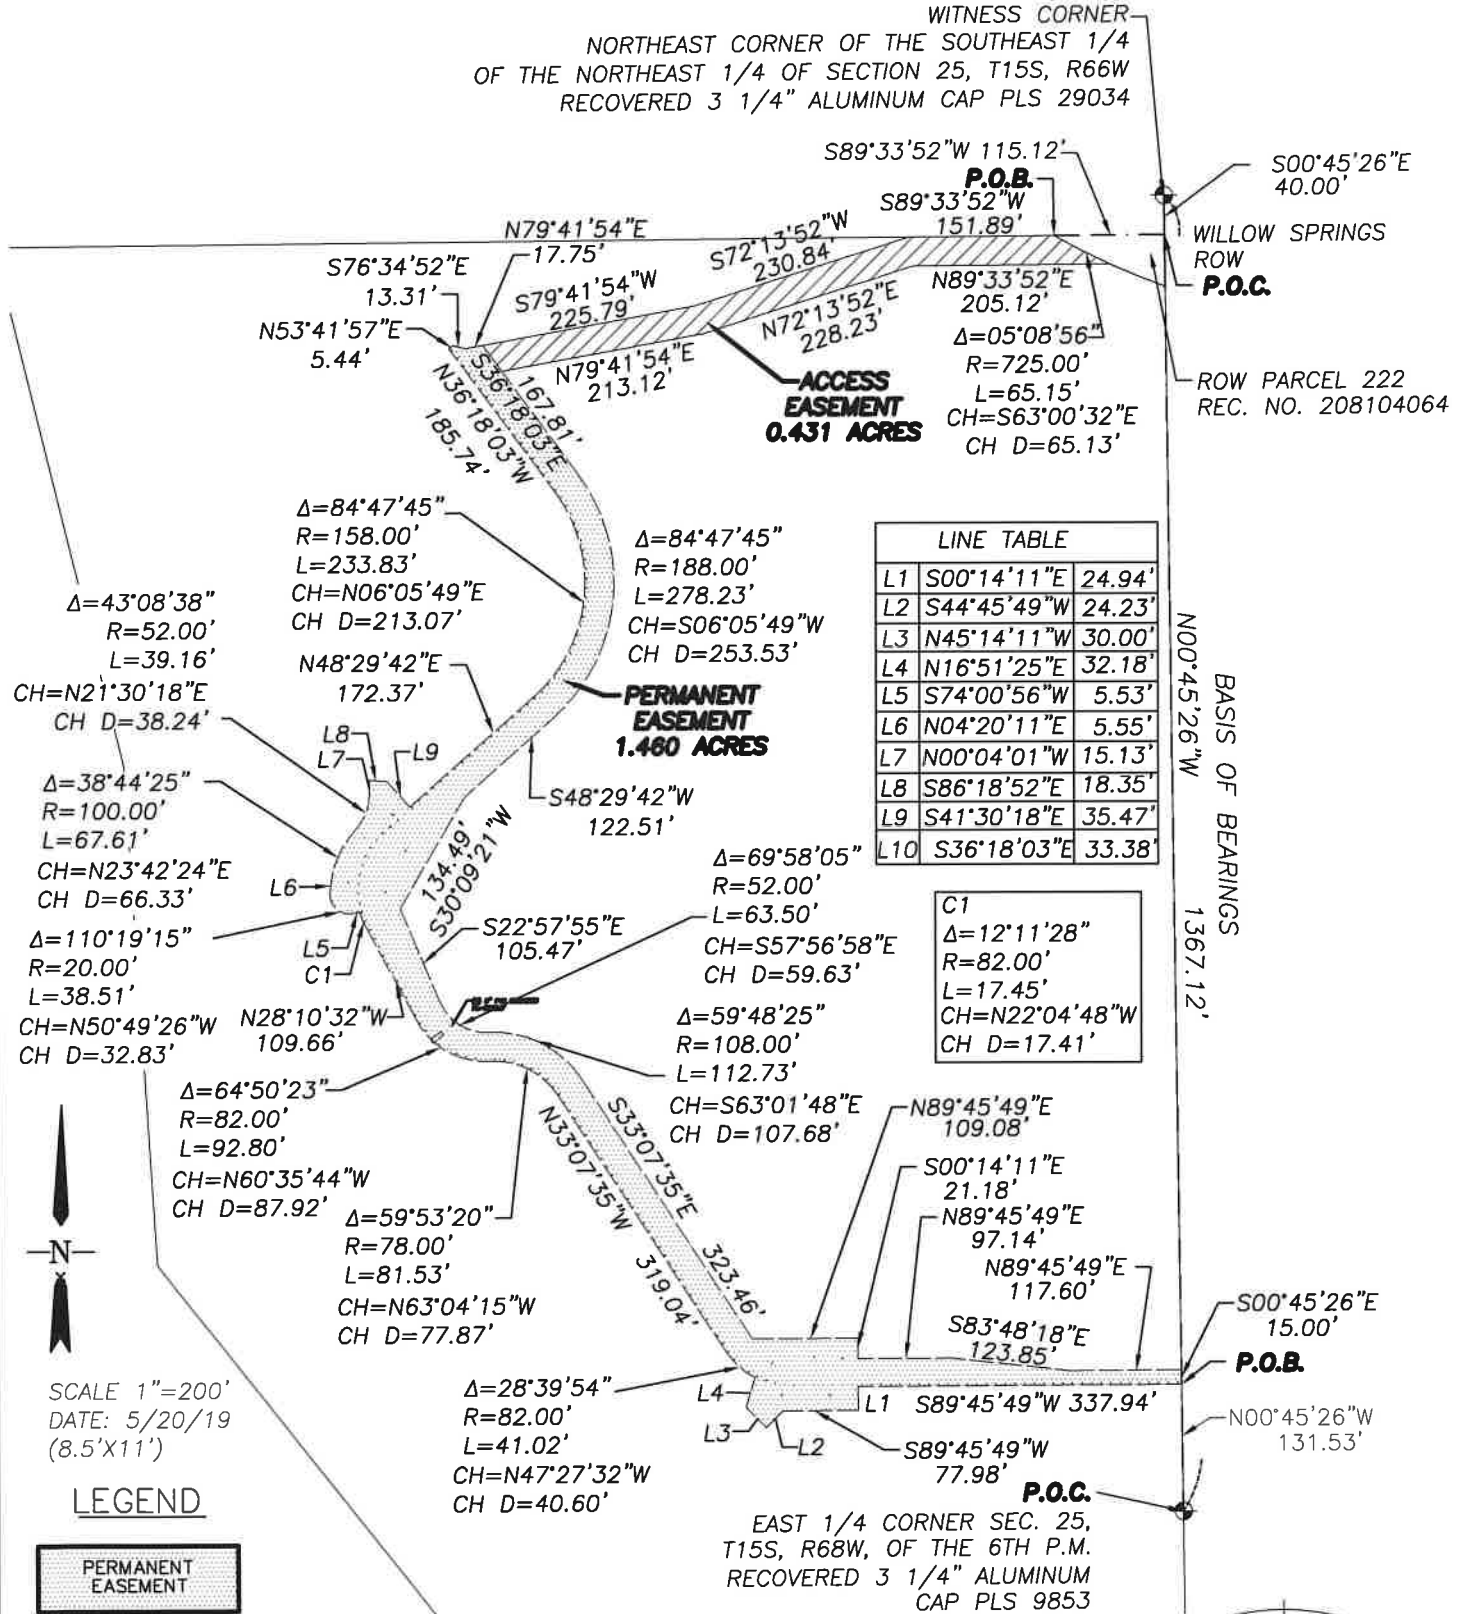 WITNESS CORNER
NORTHEAST CORNER OF THE SOUTHEAST 1/4
OF THE NORTHEAST 1/4 OF SECTION 25, T15S, R66W
RECOVERED 3 1/4" ALUMINUM CAP PLS 29034
S89°33'52"W 115.12'
P.O.B.
S89°33'52"W
151.89'
S00°45'26"E
40.00'
WILLOW SPRINGS
ROW
P.O.C.
N79°41'54"E
17.75'
S72°13'52"W
230.84'
S76°34'52"E
13.31'
S79°41'54"W
225.79'
N53°41'57"E
5.44'
N89°33'52"E
205.12'
N72°13'52"E
228.23'
N79°41'54"E
213.12'
Δ=05°08'56"
R=725.00'
L=65.15'
CH=S63°00'32"E
CH D=65.13'
ROW PARCEL 222
REC. NO. 208104064
ACCESS
EASEMENT
0.431 ACRES
167.81'
S36°18'03"E
N36°18'03"W
185.74'
Δ=84°47'45"
R=158.00'
L=233.83'
CH=N06°05'49"E
CH D=213.07'
Δ=84°47'45"
R=188.00'
L=278.23'
CH=S06°05'49"W
CH D=253.53'
LINE TABLE
L1 S00°14'11"E 24.94'
L2 S44°45'49"W 24.23'
L3 N45°14'11"W 30.00'
L4 N16°51'25"E 32.18'
L5 S74°00'56"W 5.53'
L6 N04°20'11"E 5.55'
L7 N00°04'01"W 15.13'
L8 S86°18'52"E 18.35'
L9 S41°30'18"E 35.47'
L10 S36°18'03"E 33.38'
Δ=43°08'38"
R=52.00'
L=39.16'
CH=N21°30'18"E
CH D=38.24'
N48°29'42"E
172.37'
PERMANENT
EASEMENT
1.460 ACRES
L8
L7
L9
N00°45'26"W 1367.12'
BASIS OF BEARINGS
Δ=38°44'25"
R=100.00'
L=67.61'
CH=N23°42'24"E
CH D=66.33'
S48°29'42"W
122.51'
134.49'
S30°09'21"W
L6
Δ=69°58'05"
R=52.00'
L=63.50'
CH=S57°56'58"E
CH D=59.63'
C1
Δ=12°11'28"
R=82.00'
L=17.45'
CH=N22°04'48"W
CH D=17.41'
Δ=110°19'15"
R=20.00'
L=38.51'
CH=N50°49'26"W
CH D=32.83'
L5
C1
S22°57'55"E
105.47'
N28°10'32"W
109.66'
Δ=59°48'25"
R=108.00'
L=112.73'
CH=S63°01'48"E
CH D=107.68'
Δ=64°50'23"
R=82.00'
L=92.80'
CH=N60°35'44"W
CH D=87.92'
Δ=59°53'20"
R=78.00'
L=81.53'
CH=N63°04'15"W
CH D=77.87'
S33°07'35"E 323.46'
N33°07'35"W 319.04'
N89°45'49"E
109.08'
S00°14'11"E
21.18'
N89°45'49"E
97.14'
N89°45'49"E
117.60'
S83°48'18"E
123.85'
S00°45'26"E
15.00'
P.O.B.
N
SCALE 1"=200'
DATE: 5/20/19
(8.5'X11')
Δ=28°39'54"
R=82.00'
L=41.02'
CH=N47°27'32"W
CH D=40.60'
L4
L3
L2
L1 S89°45'49"W 337.94'
S89°45'49"W
77.98'
N00°45'26"W
131.53'
P.O.C.
EAST 1/4 CORNER SEC. 25,
T15S, R68W, OF THE 6TH P.M.
RECOVERED 3 1/4" ALUMINUM
CAP PLS 9853
LEGEND
PERMANENT
EASEMENT